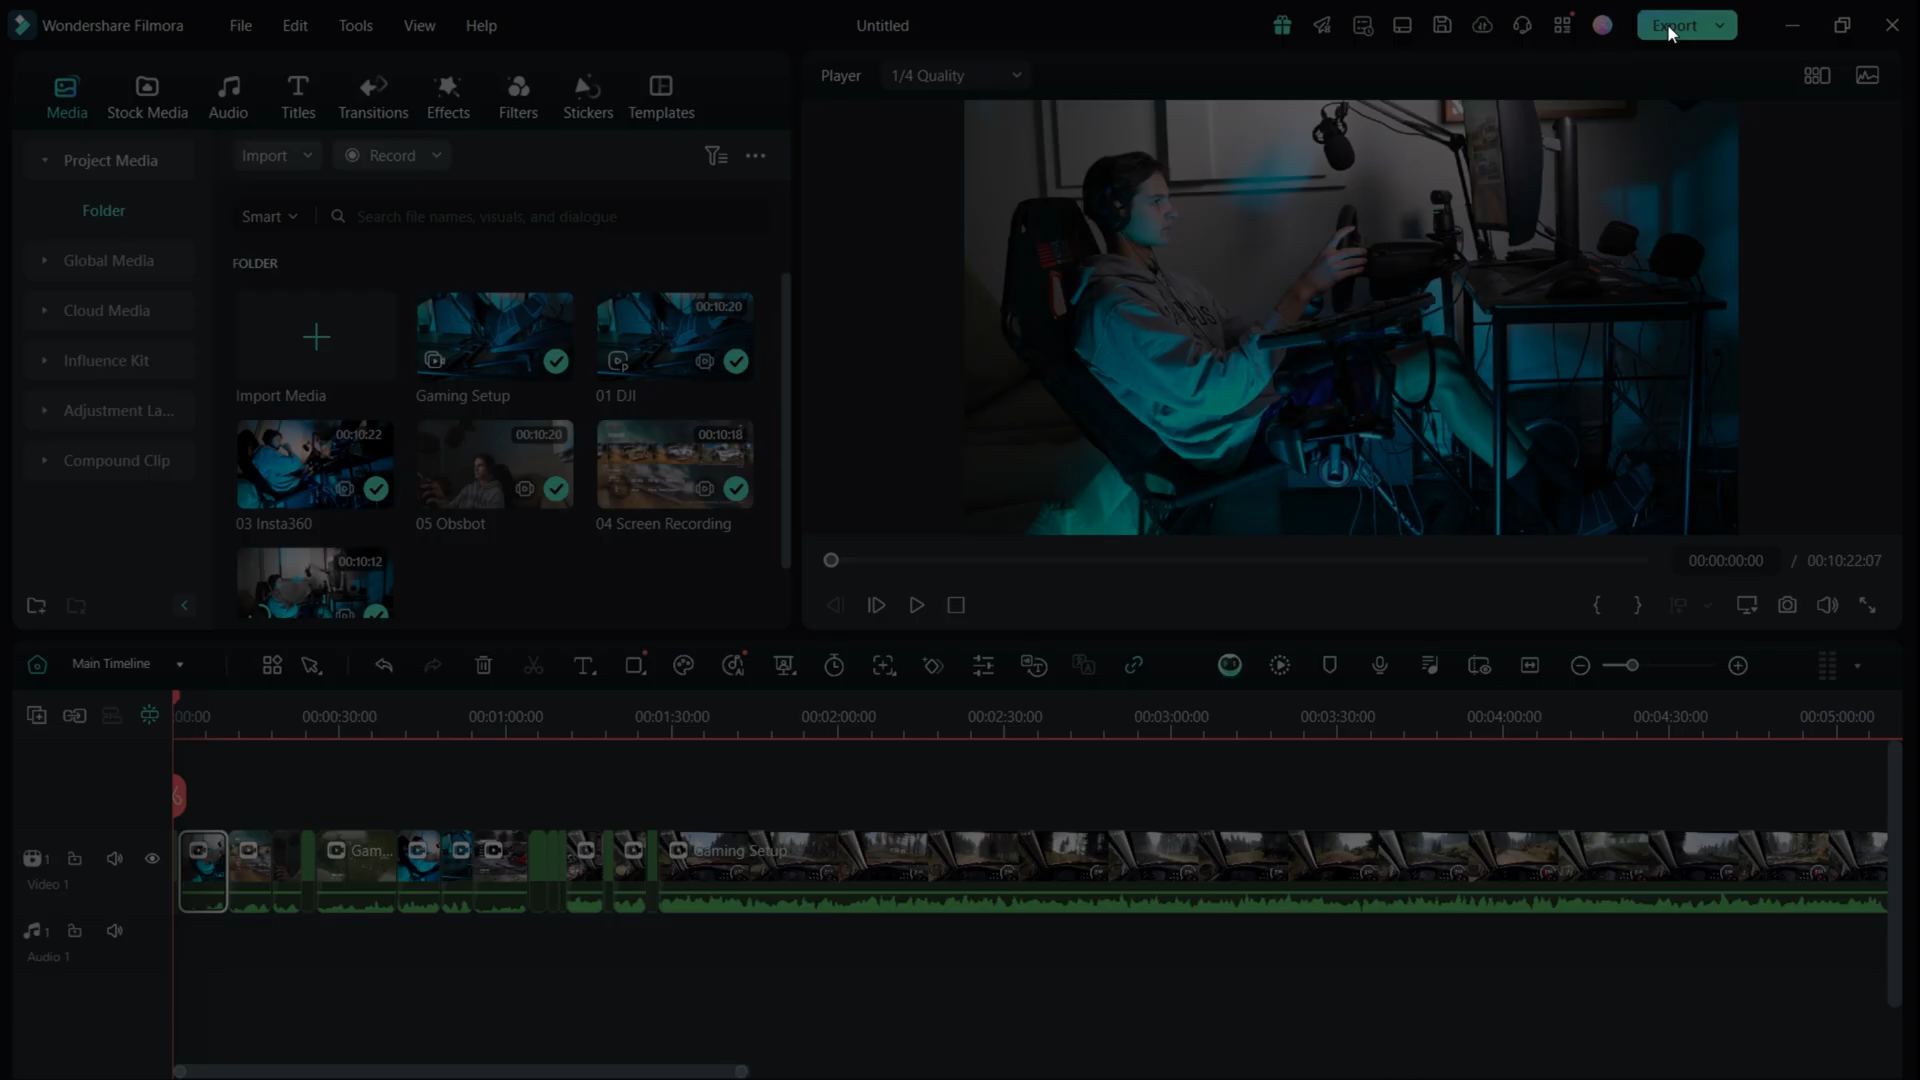 Wondershare Filmora
File
Edit
Tools
View
Help
Untitled
Export
Media
Stock Media
Audio
Titles
Transitions
Effects
Filters
Stickers
Templates
Player
1/4 Quality
Project Media
Folder
Global Media
Cloud Media
Influence Kit
Adjustment La...
Compound Clip
Import
Record
Smart
Search file names, visuals, and dialogue
FOLDER
Import Media
Gaming Setup
00:10:20
01 DJI
00:10:22
03 Insta360
00:10:20
05 Obsbot
00:10:18
04 Screen Recording
00:10:12
00:00:00:00 / 00:10:22:07
Main Timeline
:00:00
00:00:30:00
00:01:00:00
00:01:30:00
00:02:00:00
00:02:30:00
00:03:00:00
00:03:30:00
00:04:00:00
00:04:30:00
00:05:00:00
Gam...
Gaming Setup
1
Video 1
1
Audio 1